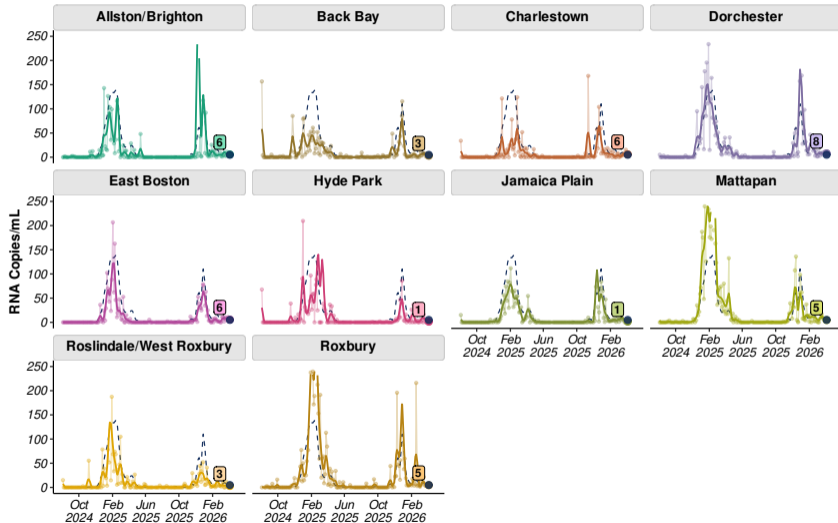 Allston/Brighton
Back Bay
Charlestown
Dorchester
250
200
150
100
50
0
6
3
6
8
East Boston
Hyde Park
Jamaica Plain
Mattapan
RNA Copies/mL
250
200
150
100
50
0
6
1
1
5
Oct 2024
Feb 2025
Jun 2025
Oct 2025
Feb 2026
Oct 2024
Feb 2025
Jun 2025
Oct 2025
Feb 2026
Roslindale/West Roxbury
Roxbury
250
200
150
100
50
0
3
5
Oct 2024
Feb 2025
Jun 2025
Oct 2025
Feb 2026
Oct 2024
Feb 2025
Jun 2025
Oct 2025
Feb 2026